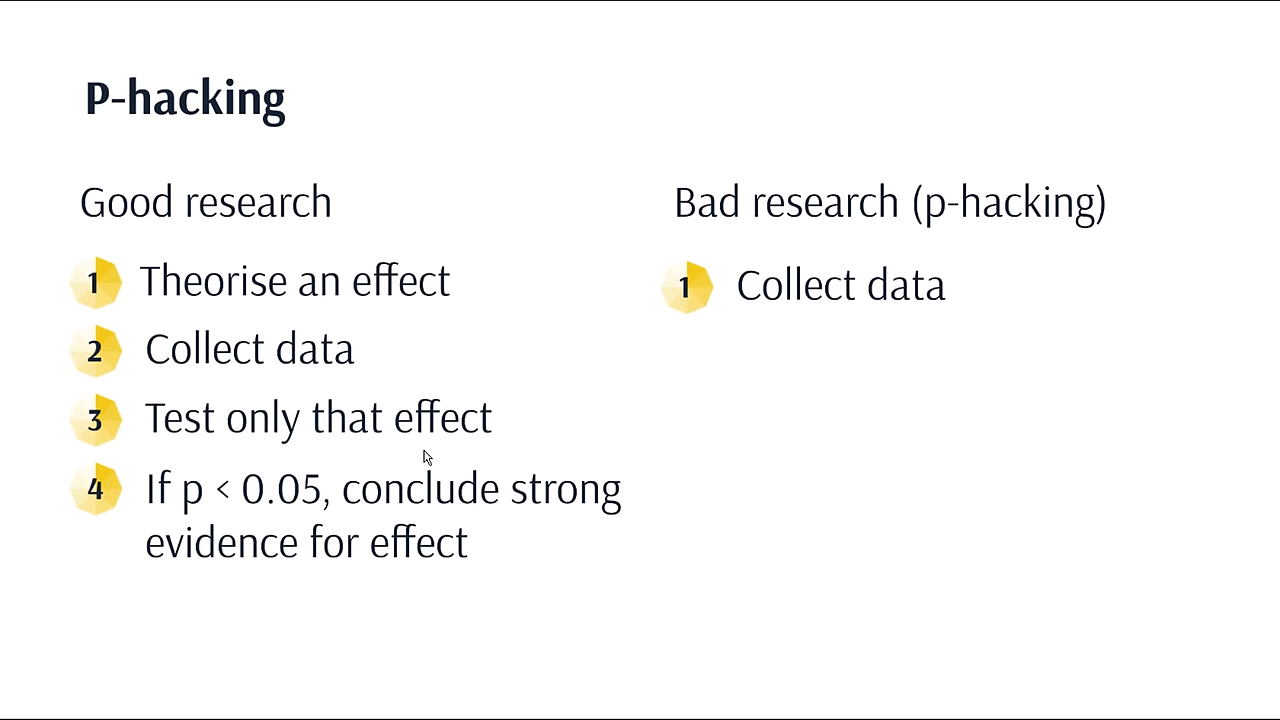 P-hacking
Good research
1 Theorise an effect
2 Collect data
3 Test only that effect
4 If p < 0.05, conclude strong
evidence for effect
Bad research (p-hacking)
1 Collect data